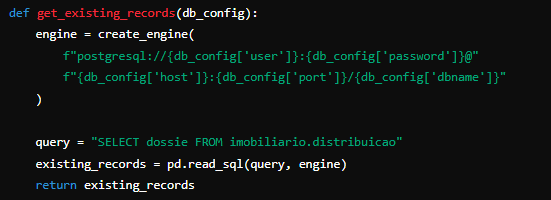 def get_existing_records(db_config):
    engine = create_engine(
        f"postgresql://{db_config['user']}:{db_config['password']}@"
        f"{db_config['host']}:{db_config['port']}/{db_config['dbname']}"
    )

    query = "SELECT dossie FROM imobiliario.distribuicao"
    existing_records = pd.read_sql(query, engine)
    return existing_records